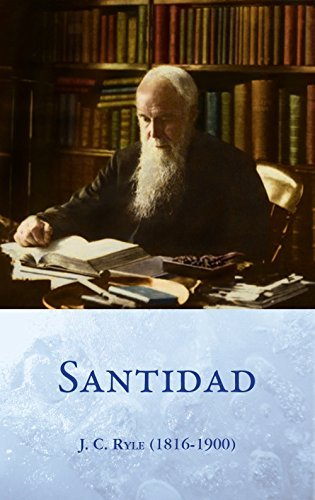 SANTIDAD
J. C. RYLE (1816-1900)